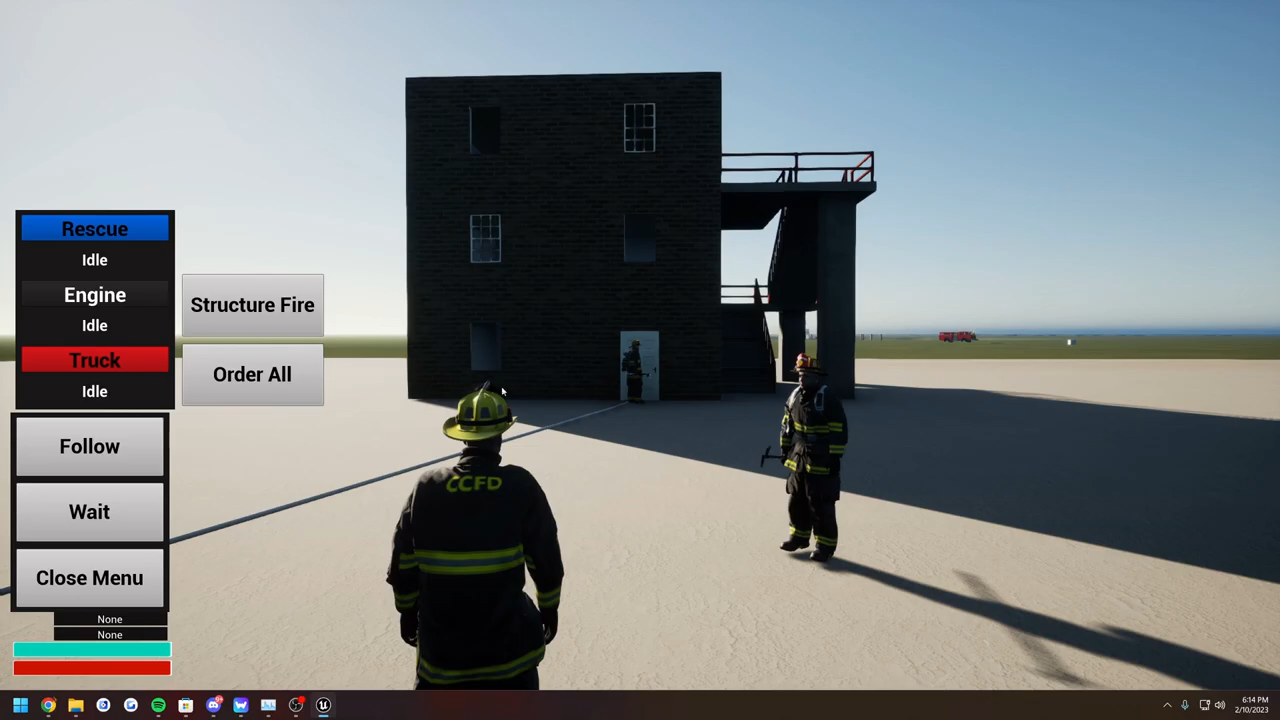 Rescue
Idle
Engine
Idle
Truck
Idle
Structure Fire
Order All
Follow
Wait
Close Menu
None
None
CCFD
6:14 PM
2/10/2023